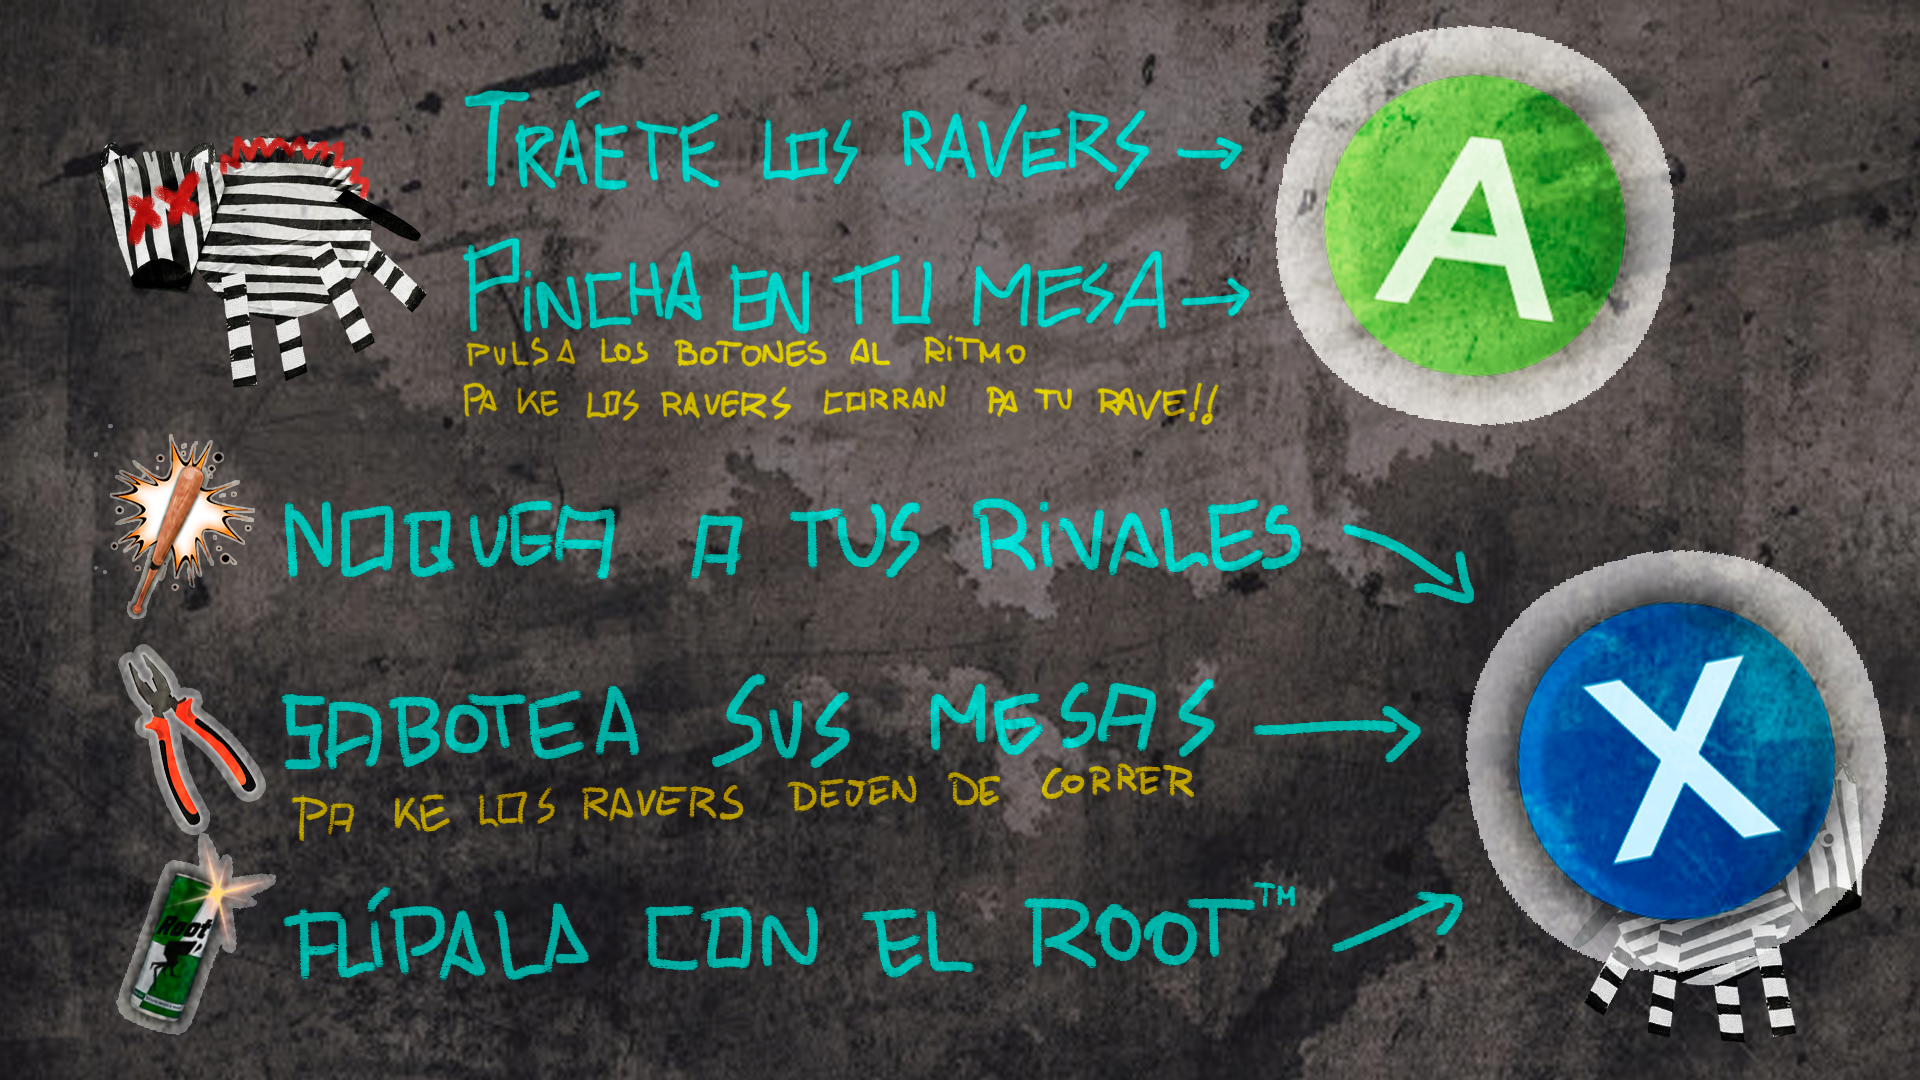 TRÁETE LOS RAVERS →
A
PINCHA EN TU MESA →
PULSA LOS BOTONES AL RITMO
PA KE LOS RAVERS CORRAN PA TU RAVE!!
NOQUEA A TUS RIVALES
SABOTEA SUS MESAS →
X
PA KE LOS RAVERS DEJEN DE CORRER
FLÍPALA CON EL ROOT™
Root